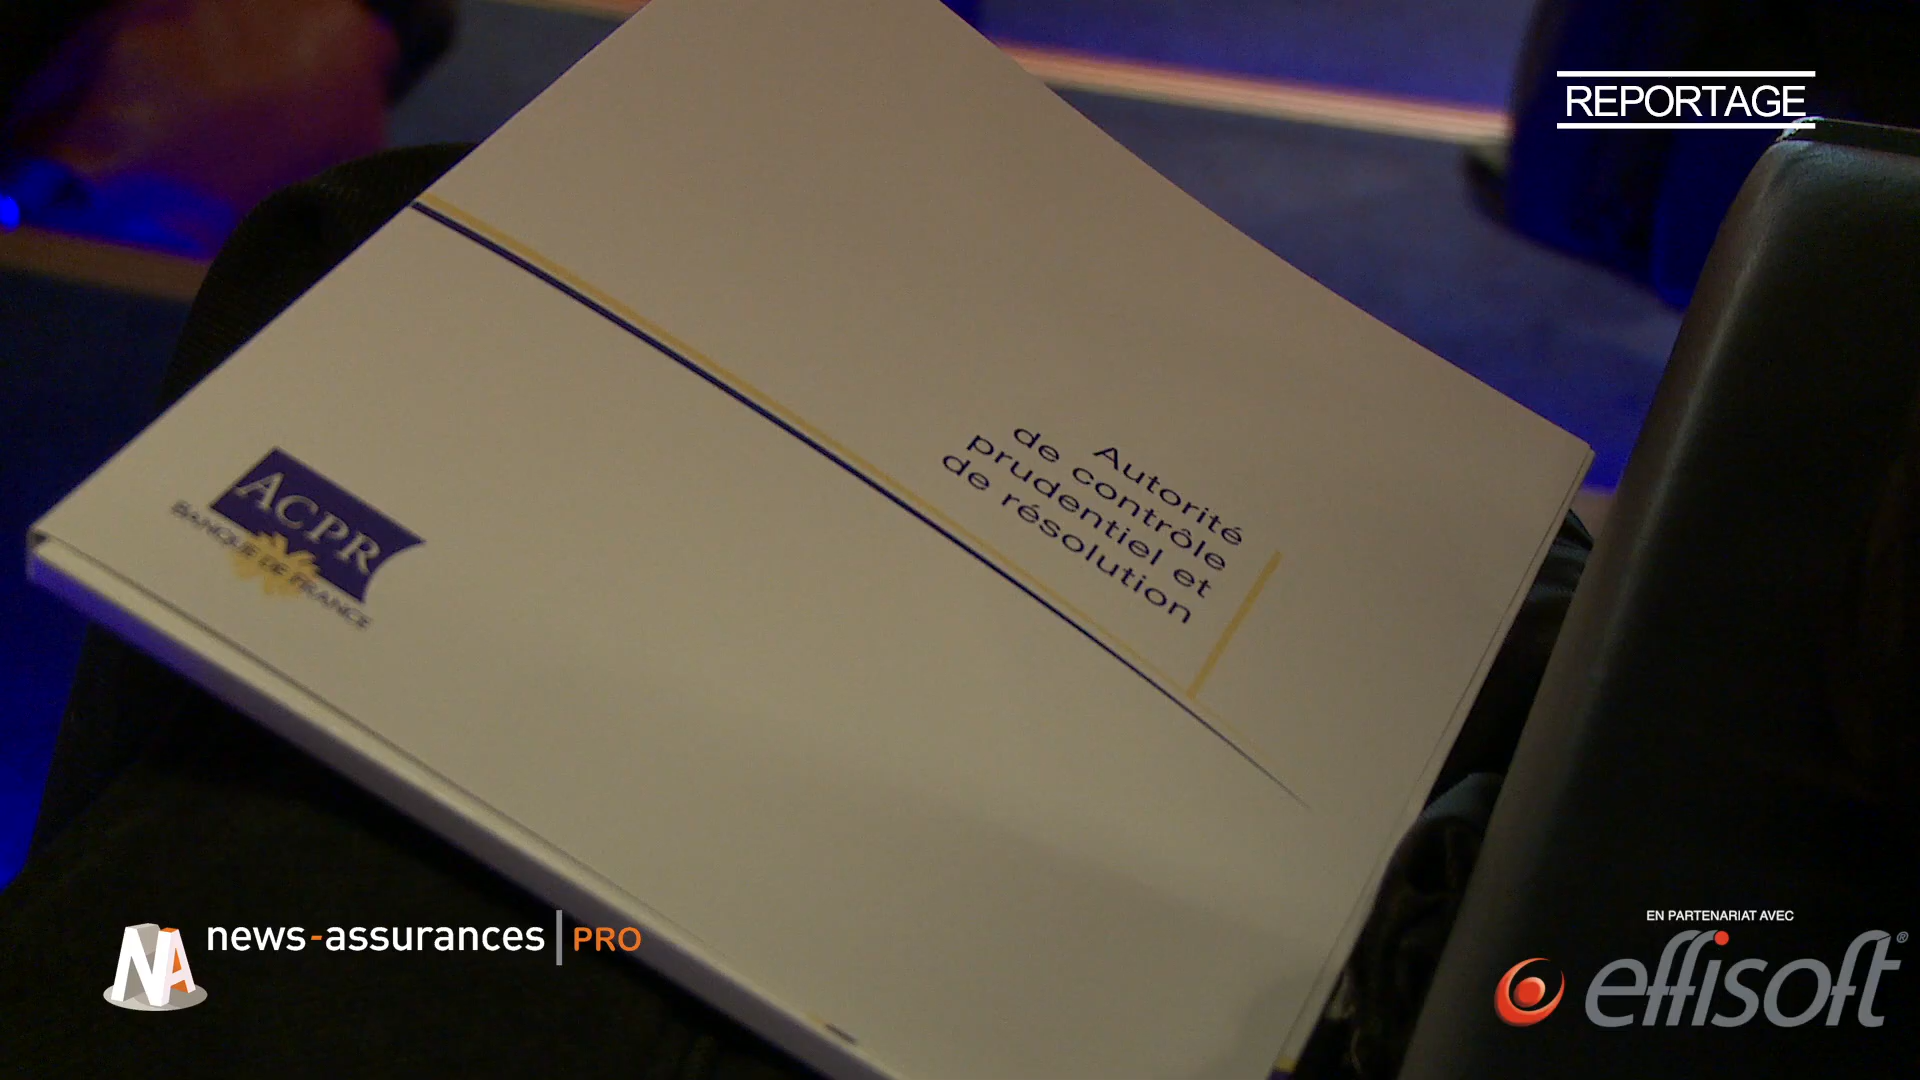 REPORTAGE
Autorité
de contrôle
prudentiel et
de résolution
ACPR
BANQUE DE FRANCE
NA
news-assurances PRO
EN PARTENARIAT AVEC
effisoft®